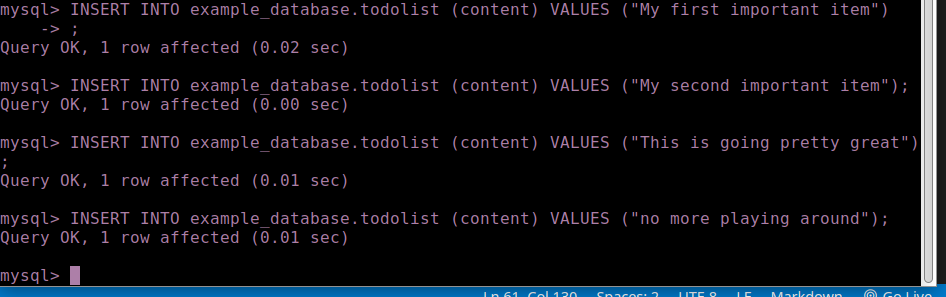 mysql> INSERT INTO example_database.todolist (content) VALUES ("My first important item")
    -> ;
Query OK, 1 row affected (0.02 sec)
mysql> INSERT INTO example_database.todolist (content) VALUES ("My second important item");
Query OK, 1 row affected (0.00 sec)
mysql> INSERT INTO example_database.todolist (content) VALUES ("This is going pretty great")
;
Query OK, 1 row affected (0.01 sec)
mysql> INSERT INTO example_database.todolist (content) VALUES ("no more playing around");
Query OK, 1 row affected (0.01 sec)
mysql>
Ln 61, Col 130 Spaces: 2 UTF-8 LF Markdown Go Live